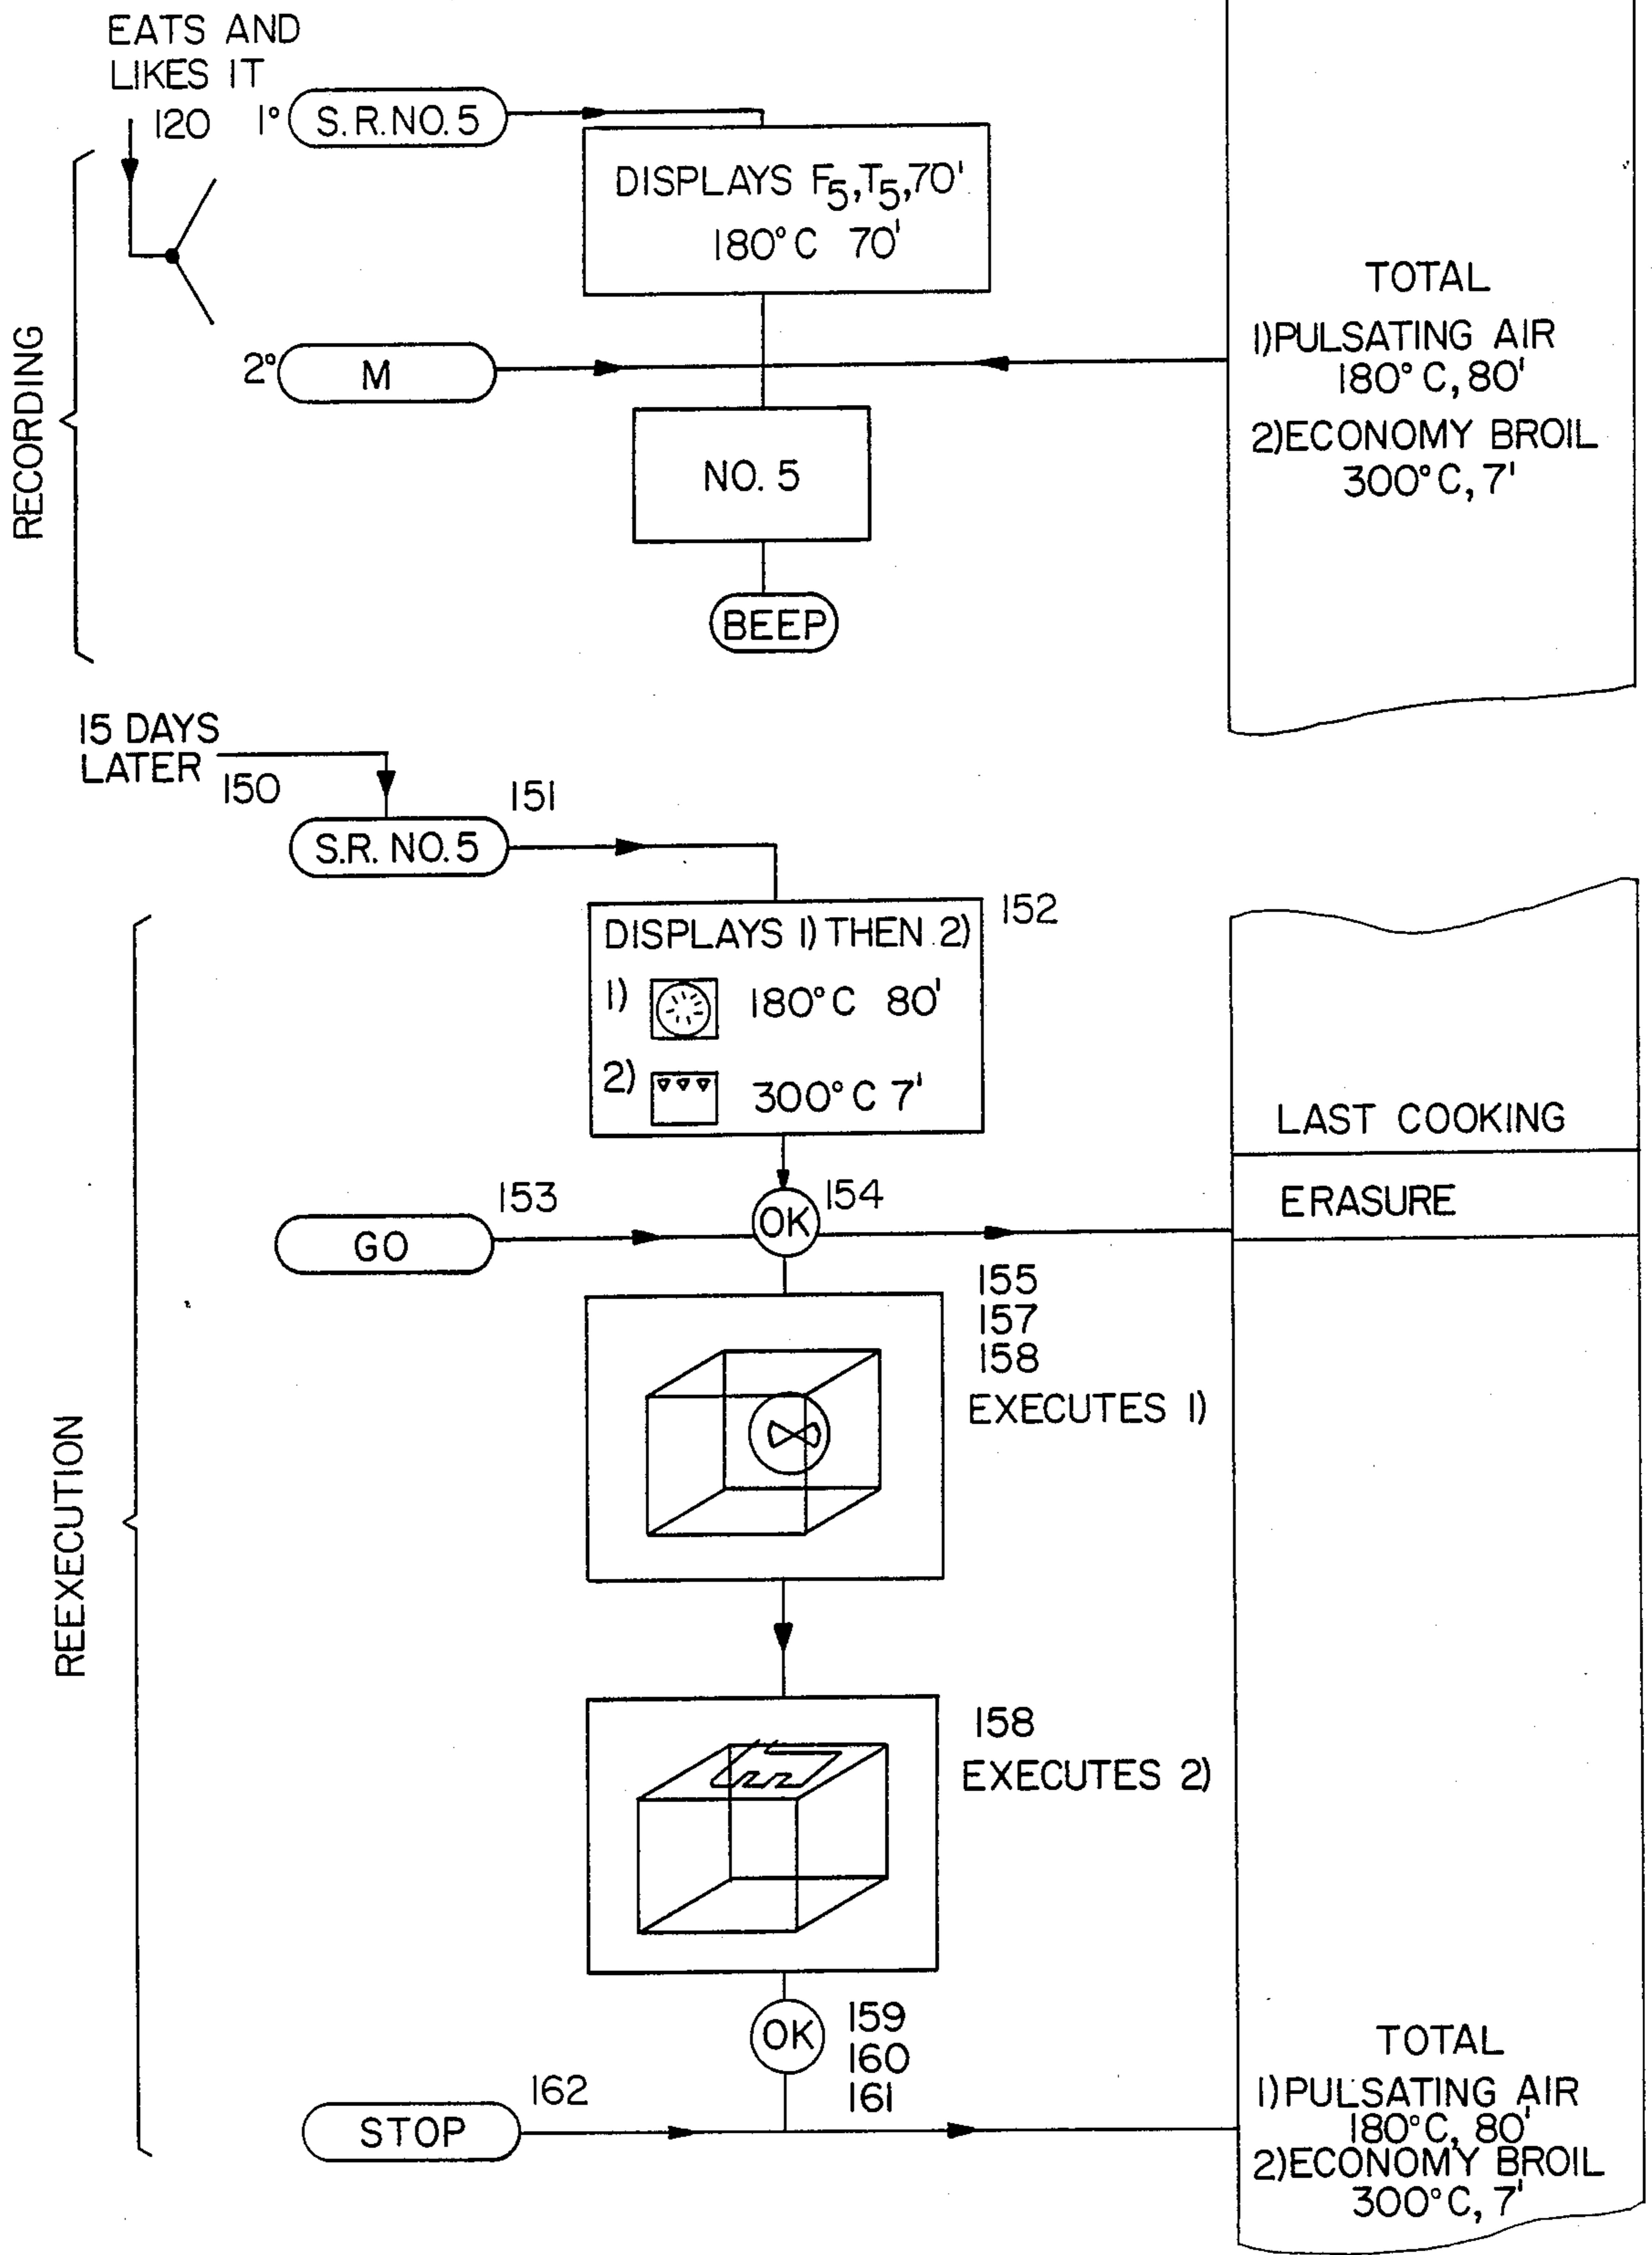 EATS AND
LIKES IT
120
1° S.R.NO.5
DISPLAYS F5,T5,70'
180°C 70'
RECORDING
2° M
NO. 5
BEEP
TOTAL
1)PULSATING AIR
180°C,80'
2)ECONOMY BROIL
300°C,7'
15 DAYS
LATER
150
151
S.R. NO.5
152
DISPLAYS 1) THEN 2)
1) 180°C 80'
2) 300°C 7'
LAST COOKING
ERASURE
153
GO
OK
154
155
157
158
EXECUTES 1)
REEXECUTION
158
EXECUTES 2)
OK
159
160
161
162
STOP
TOTAL
1)PULSATING AIR
180°C, 80'
2)ECONOMY BROIL
300°C, 7'